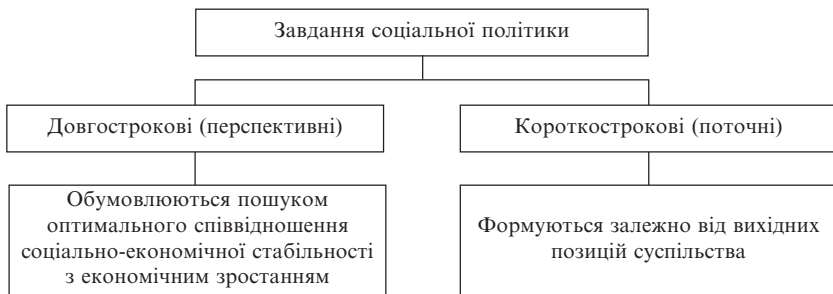 Завдання соціальної політики
Довгострокові (перспективні)
Короткострокові (поточні)
Обумовлюються пошуком
оптимального співвідношення
соціально-економічної стабільності
з економічним зростанням
Формуються залежно від вихідних
позицій суспільства